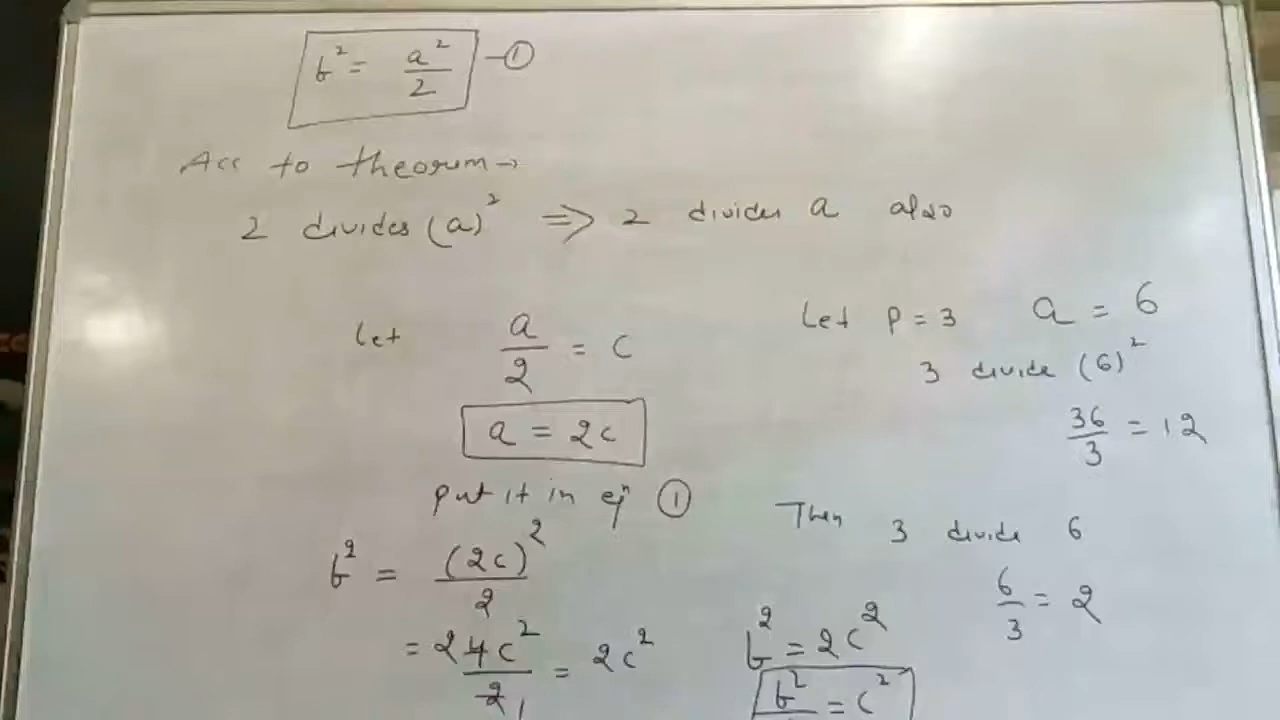 b² = a²/2 —①
Acc to theorum→
2 divides (a)² ⇒ 2 divides a also
Let a/2 = c
a = 2c
put it in eqⁿ ①
b² = (2c)²/2
= 2 4c²/2 1 = 2c²
b² = 2c²
b²/ = c²
Let P = 3 a = 6
3 divide (6)²
36/3 = 12
Then 3 divide 6
6/3 = 2